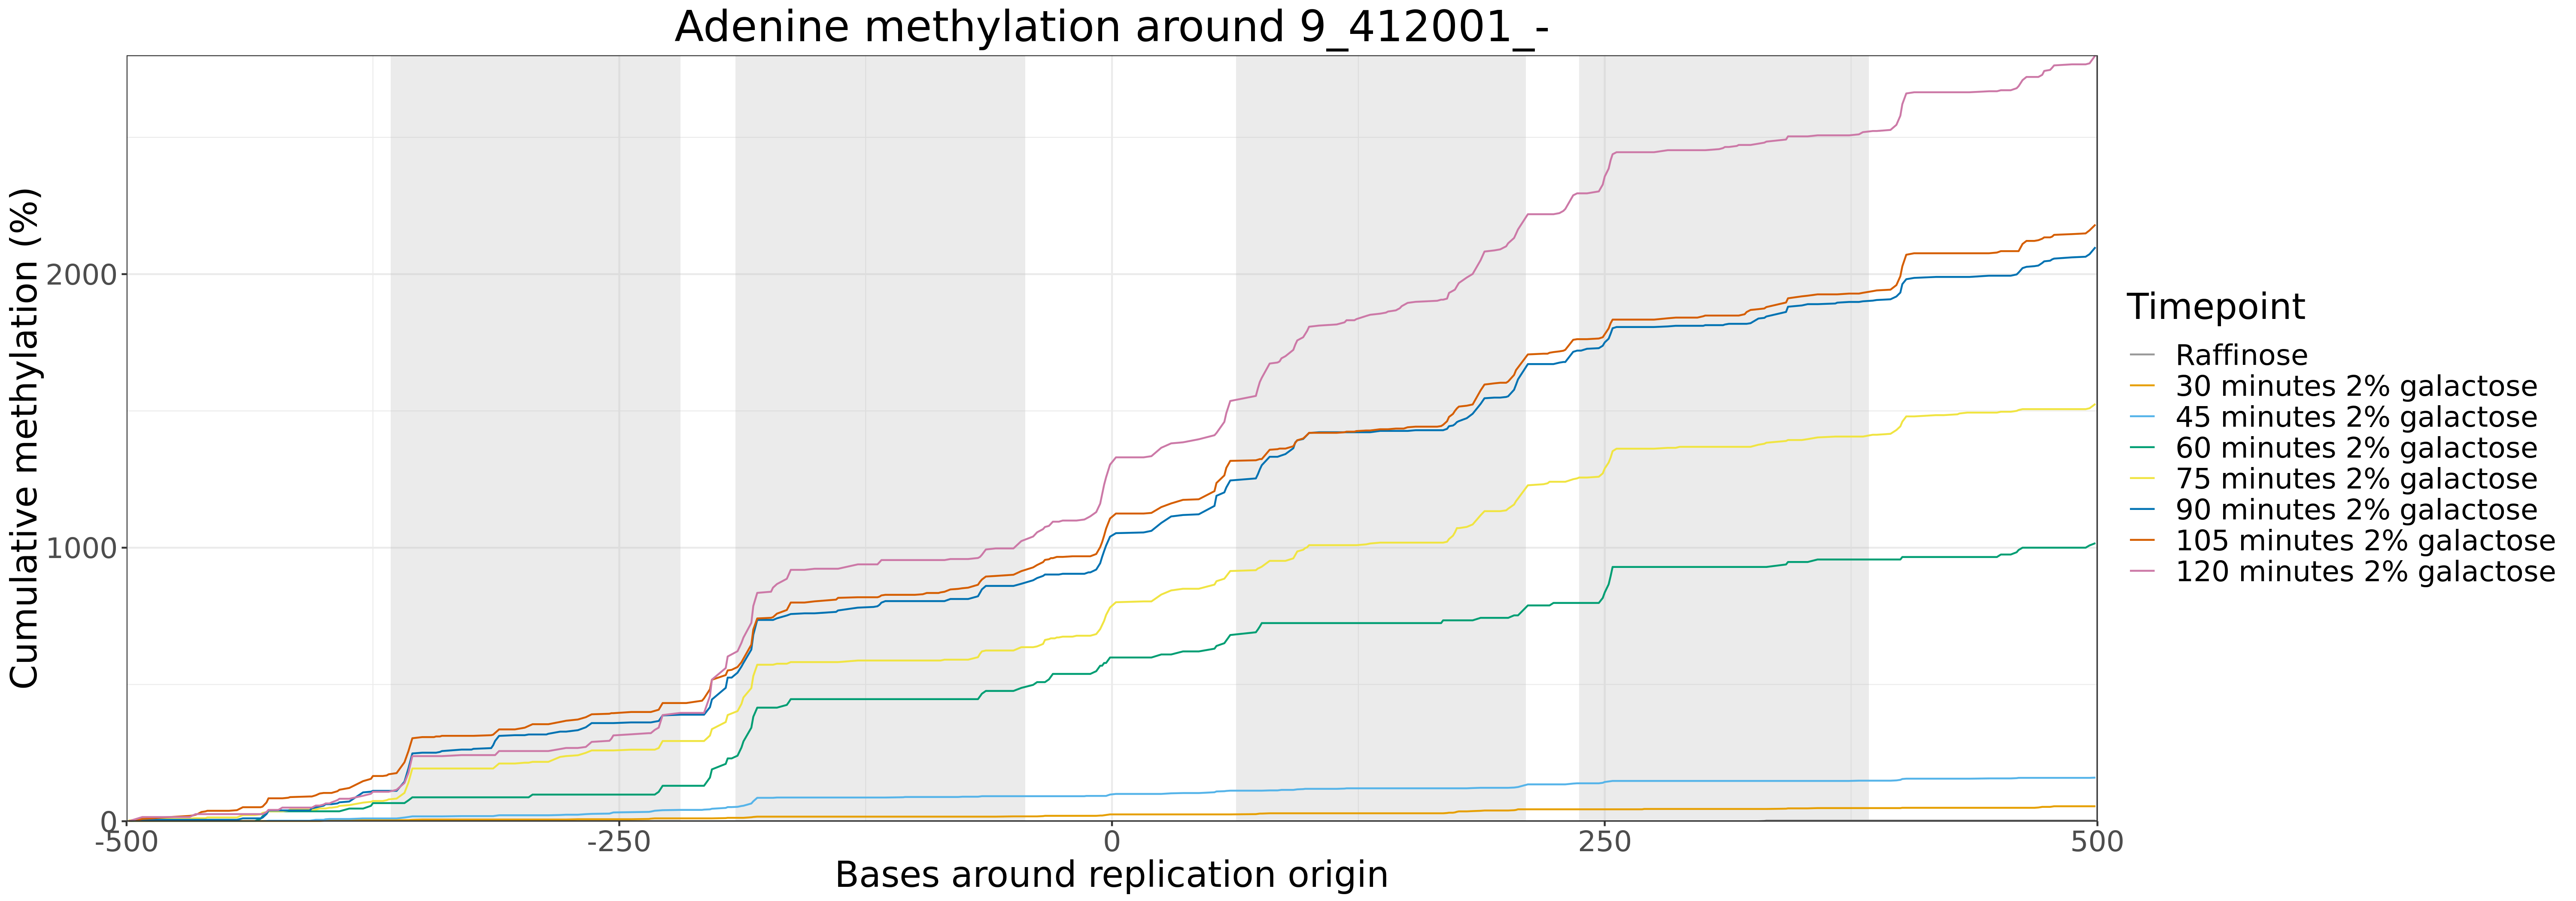 Adenine methylation around 9_412001_-
Cumulative methylation (%)
2000
1000
0
-500
-250
0
250
500
Bases around replication origin
Timepoint
Raffinose
30 minutes 2% galactose
45 minutes 2% galactose
60 minutes 2% galactose
75 minutes 2% galactose
90 minutes 2% galactose
105 minutes 2% galactose
120 minutes 2% galactose